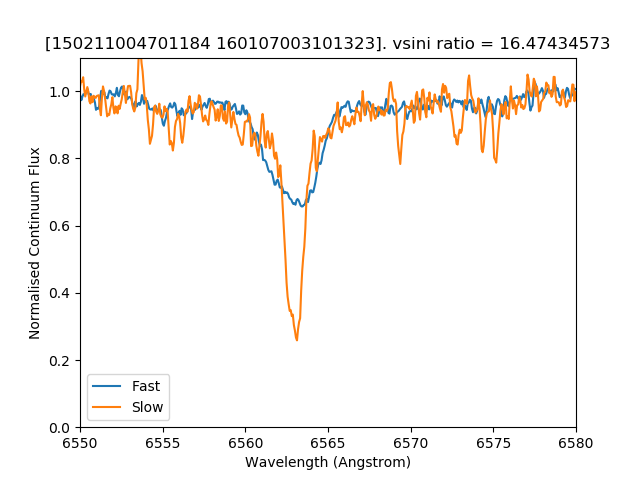 [150211004701184 160107003101323]. vsini ratio = 16.47434573
Normalised Continuum Flux
1.0
0.8
0.6
0.4
0.2
0.0
Fast
Slow
6550 6555 6560 6565 6570 6575 6580
Wavelength (Angstrom)